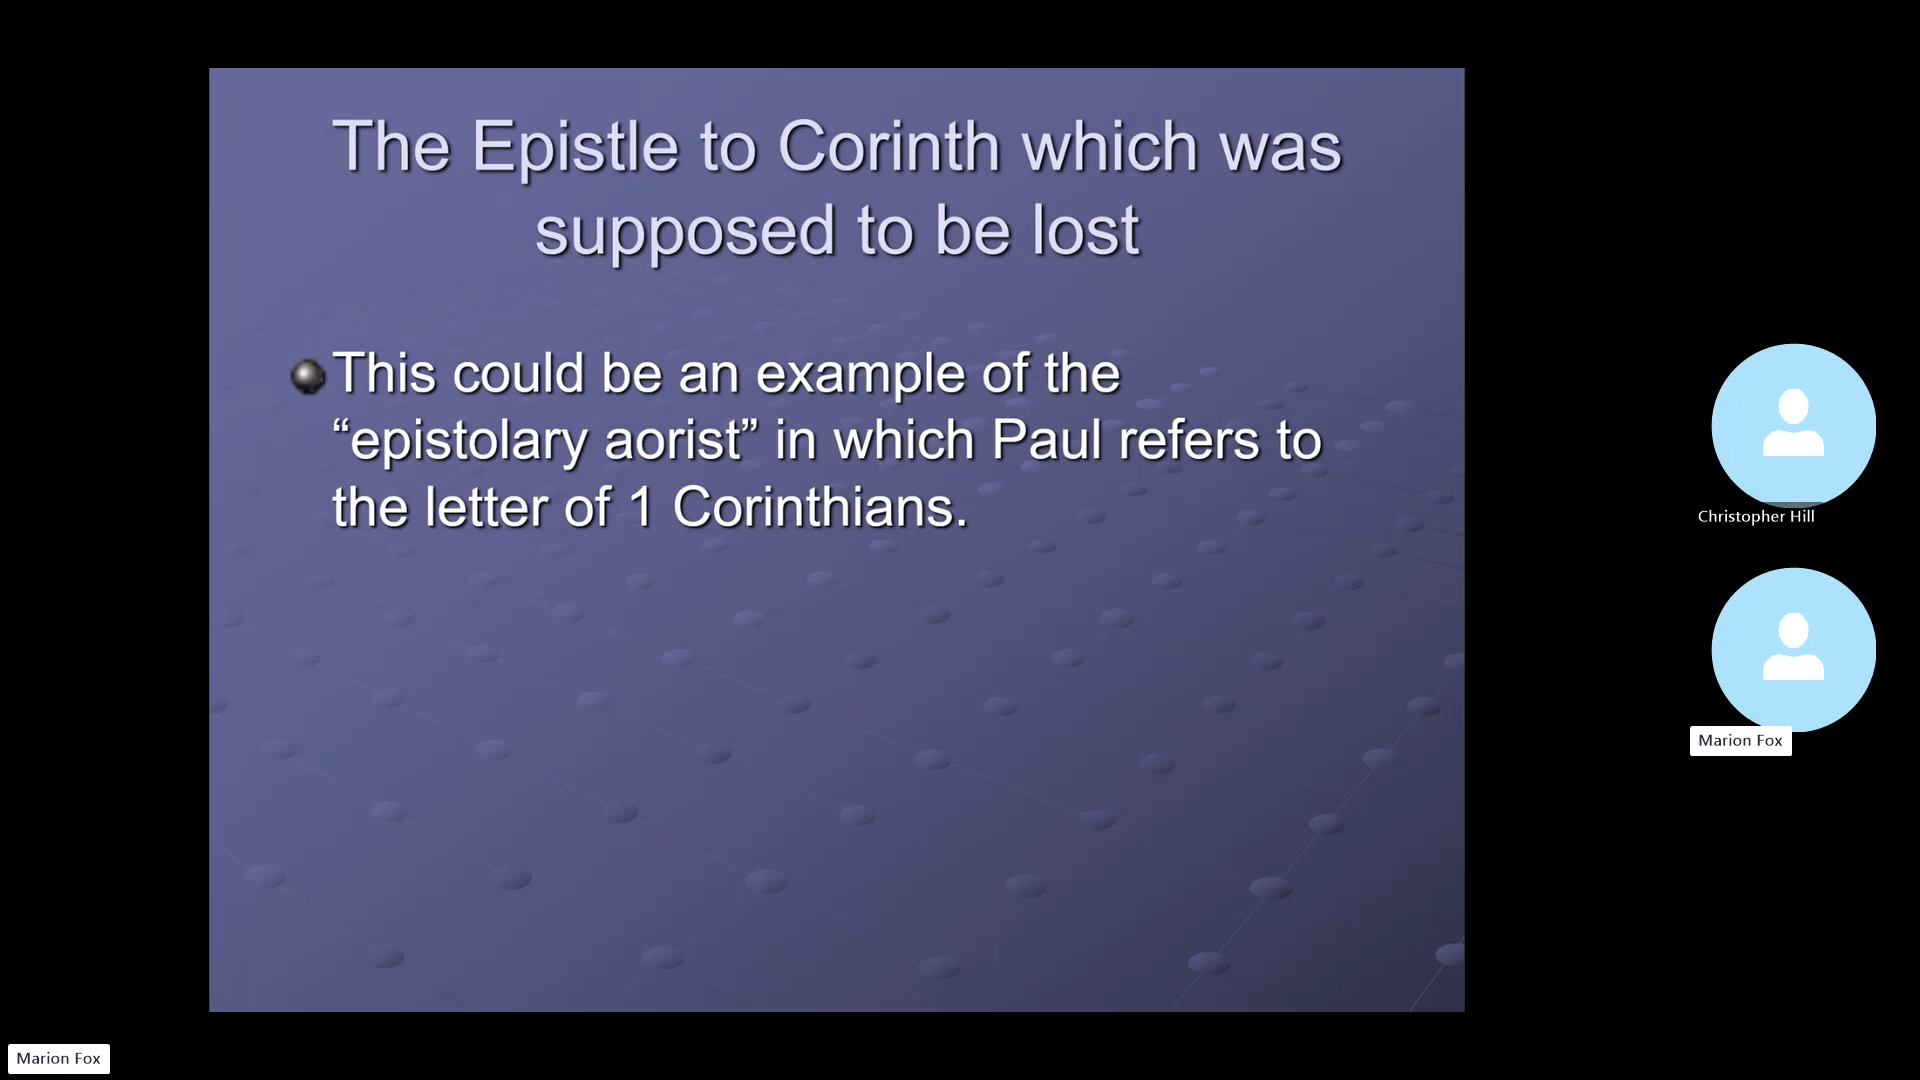 The Epistle to Corinth which was
supposed to be lost
This could be an example of the
“epistolary aorist” in which Paul refers to
the letter of 1 Corinthians.
Christopher Hill
Marion Fox
Marion Fox